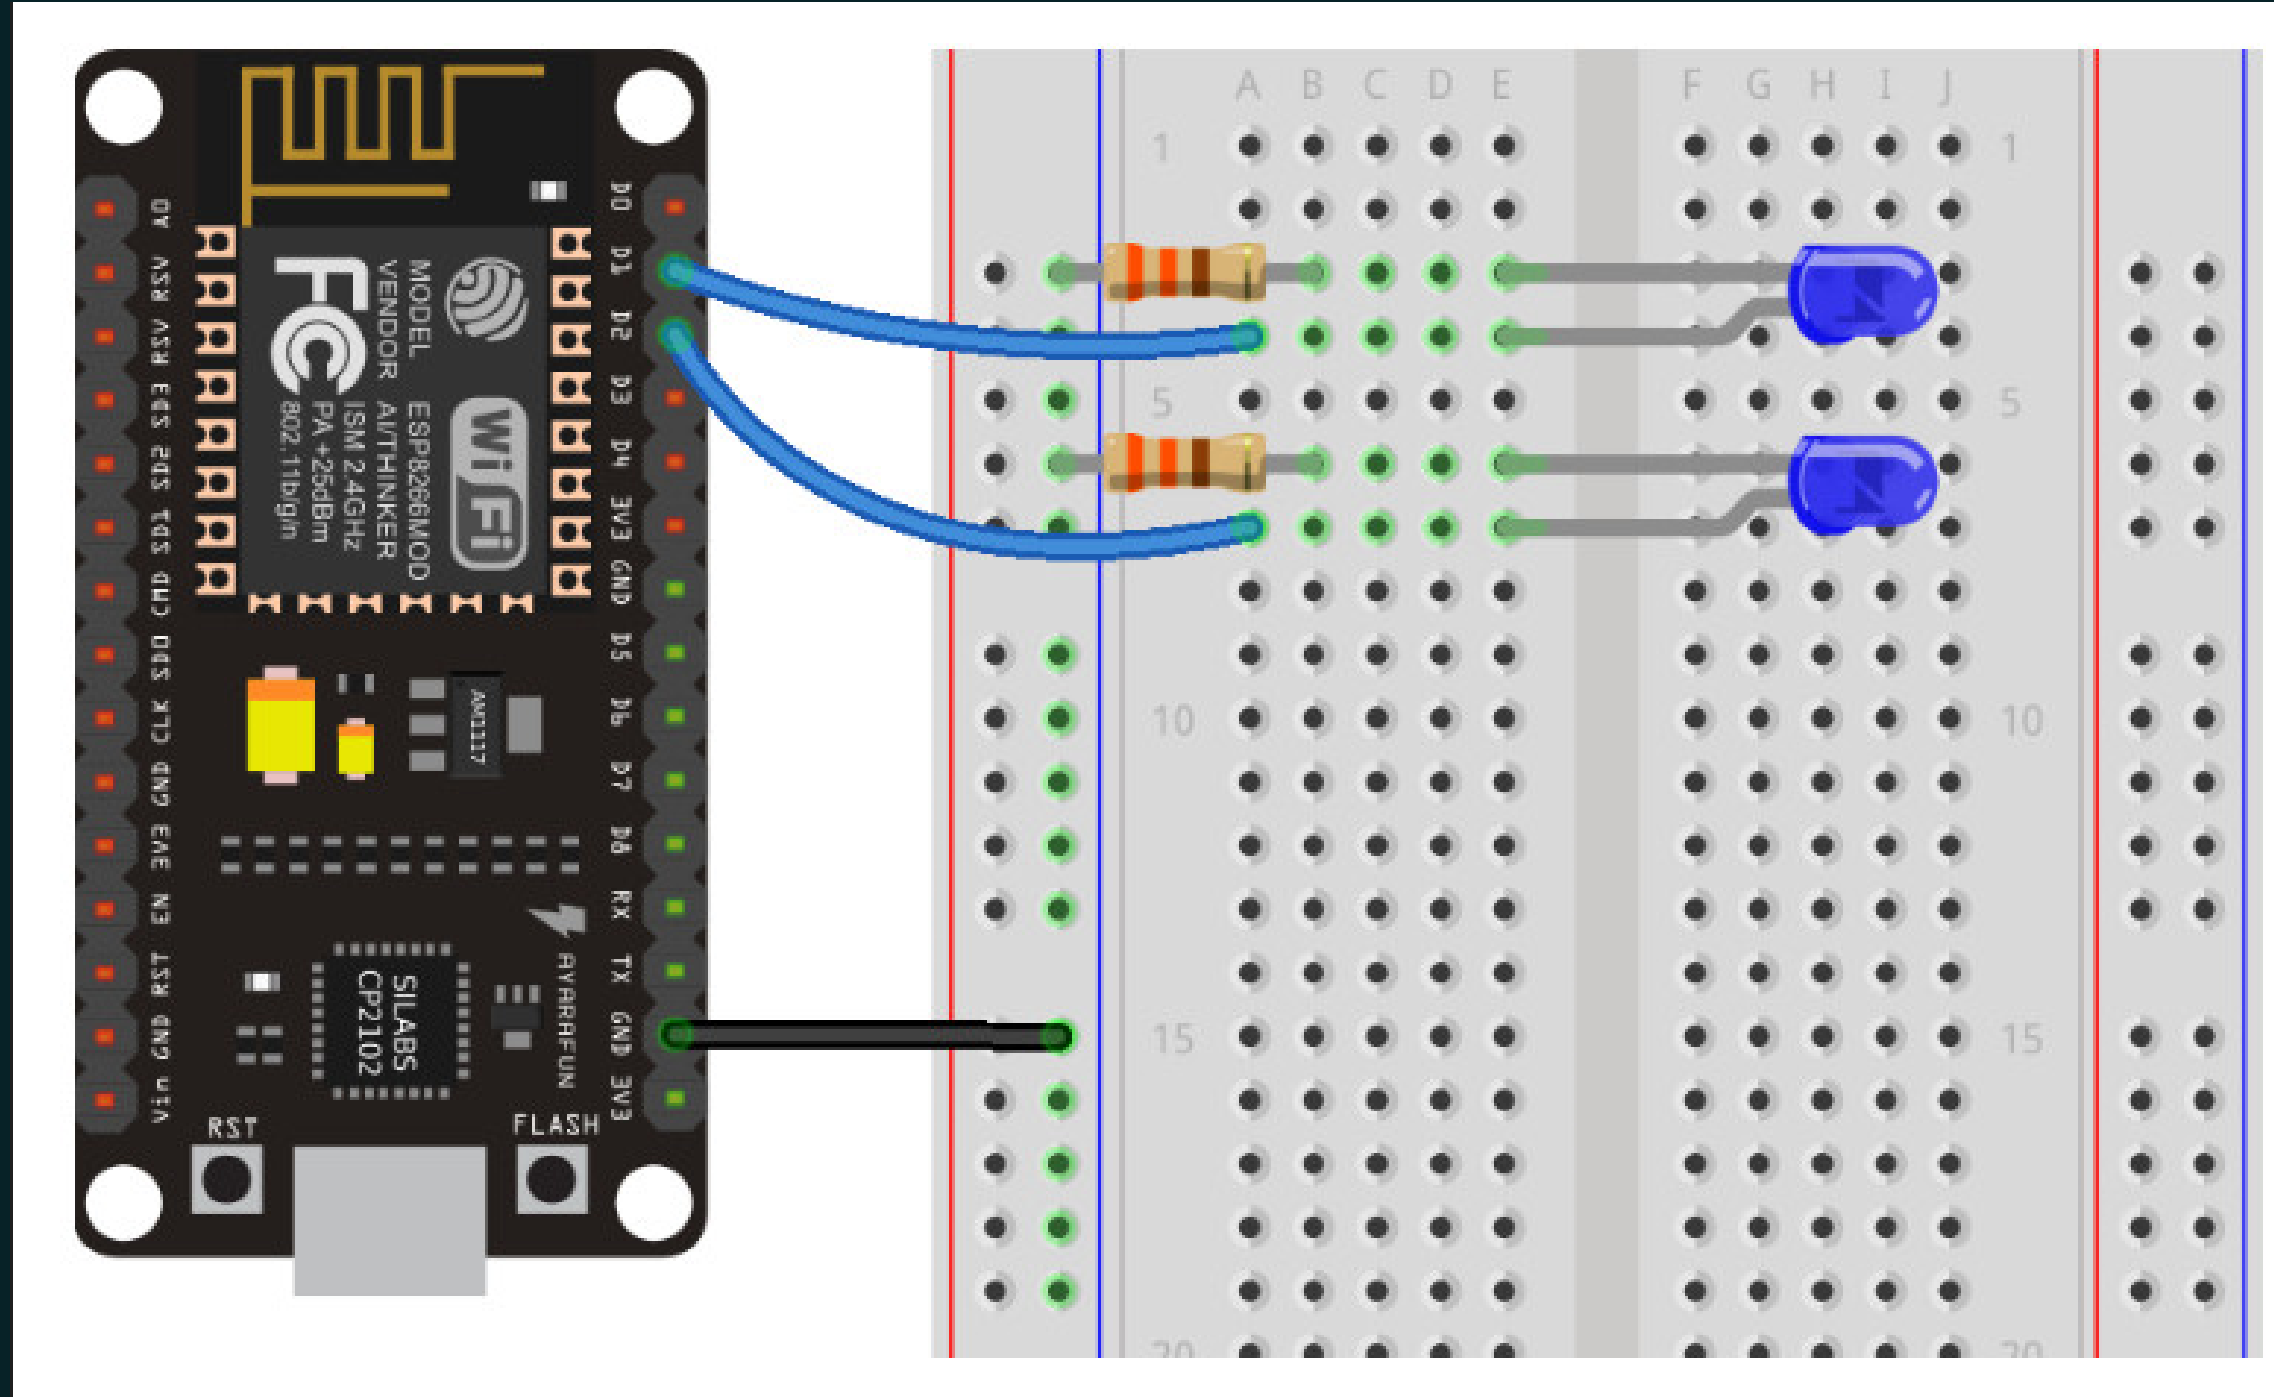 A0
RSV
RSV
SD3
SD2
SD1
CMD
SD0
CLK
GND
3V3
EN
RST
GND
Vin
FC
MODEL
VENDOR
ESP8266MOD
AI/THINKER
ISM 2.4GHz
PA +25dBm
802.11b/g/n
Wi Fi
D0
D1
D2
D3
D4
3V3
GND
D5
D6
D7
D8
RX
TX
GND
3V3
AM1117
AYARAFUN
SILABS
CP2102
RST
FLASH
A B C D E F G H I J
1 1
5 5
10 10
15 15
20 20